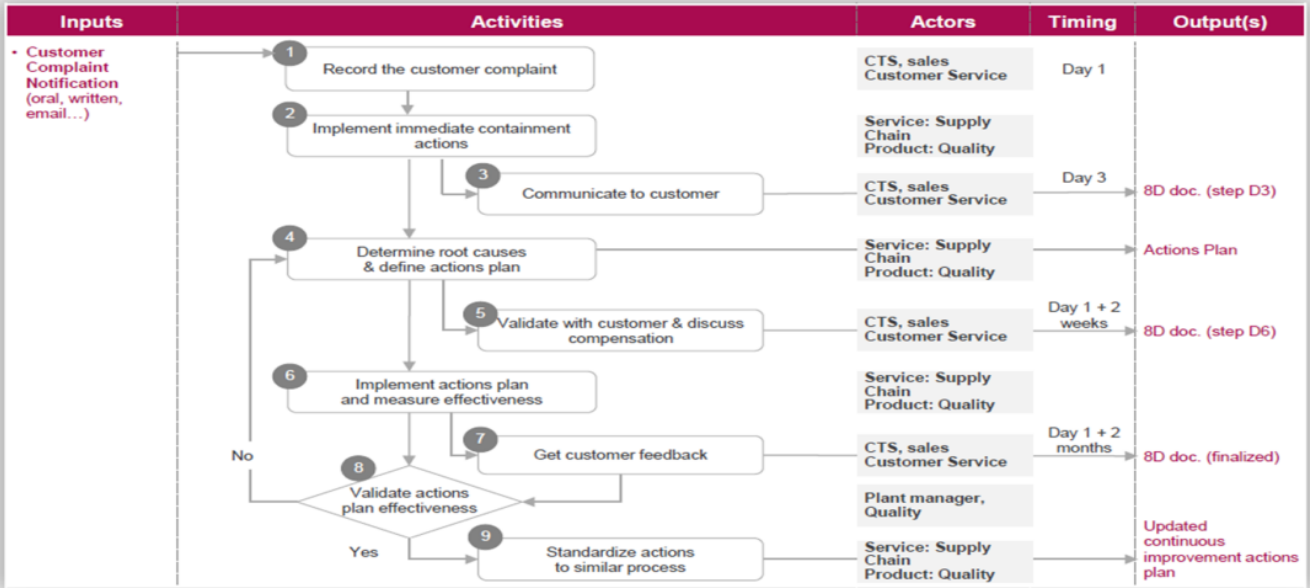 Inputs
Activities
Actors
Timing
Output(s)
• Customer
Complaint
Notification
(oral, written,
email...)
1
Record the customer complaint
CTS, sales
Customer Service
Day 1
2
Implement immediate containment
actions
Service: Supply
Chain
Product: Quality
3
Communicate to customer
CTS, sales
Customer Service
Day 3
8D doc. (step D3)
4
Determine root causes
& define actions plan
Service: Supply
Chain
Product: Quality
Actions Plan
5
Validate with customer & discuss
compensation
CTS, sales
Customer Service
Day 1 + 2
weeks
8D doc. (step D6)
6
Implement actions plan
and measure effectiveness
Service: Supply
Chain
Product: Quality
7
Get customer feedback
CTS, sales
Customer Service
Day 1 + 2
months
8D doc. (finalized)
No
8
Validate actions
plan effectiveness
Plant manager,
Quality
Yes
9
Standardize actions
to similar process
Service: Supply
Chain
Product: Quality
Updated
continuous
improvement actions
plan